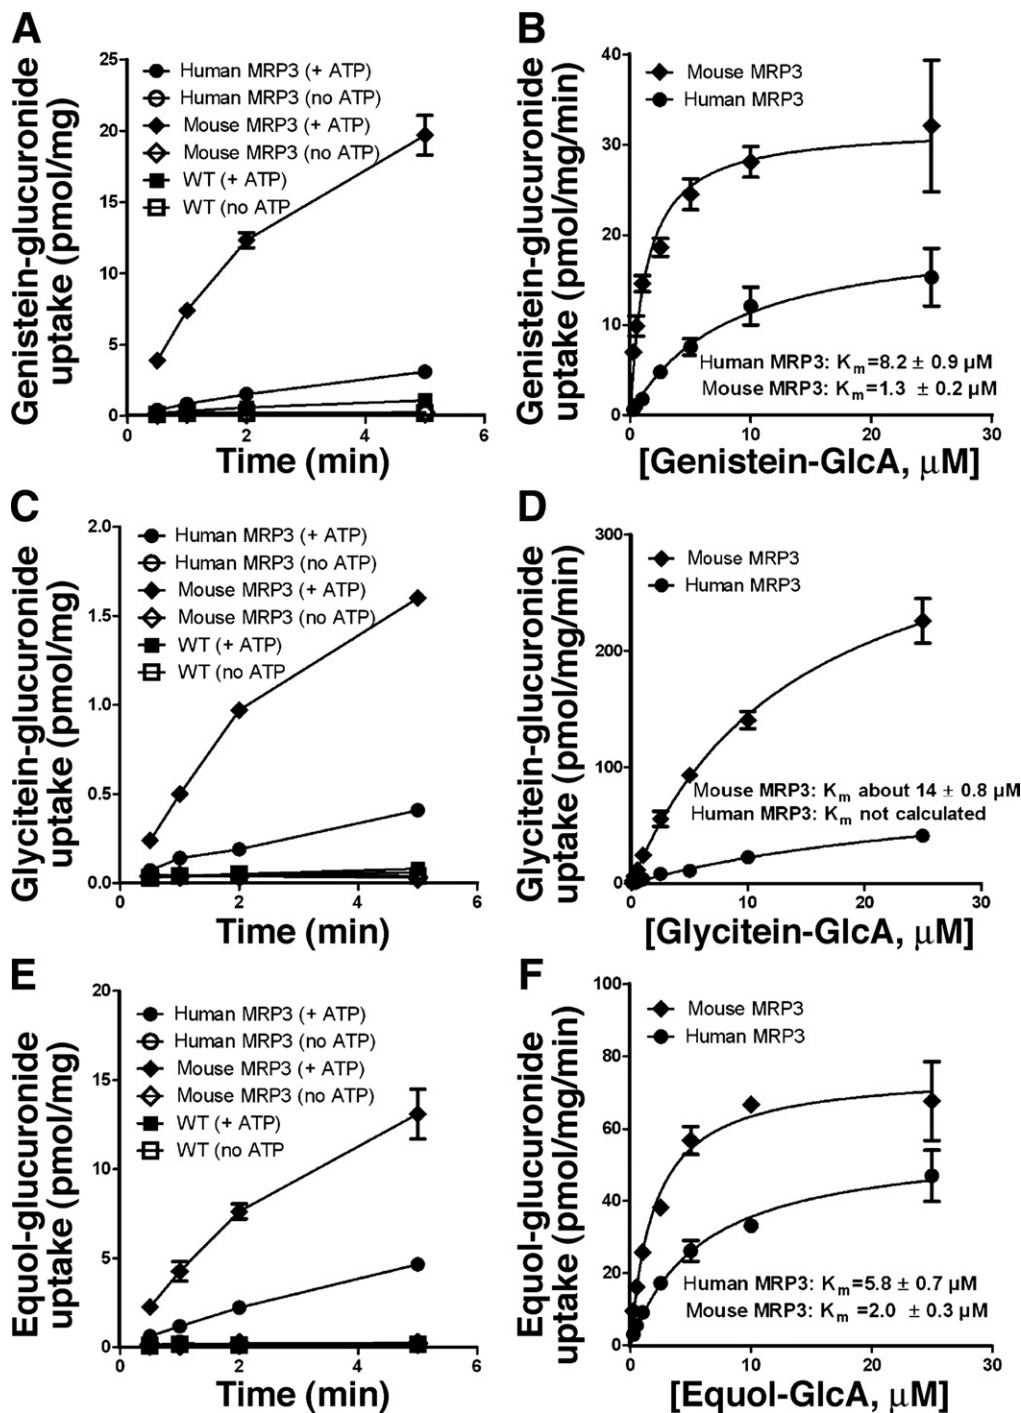 A
Genistein-glucuronide
uptake (pmol/mg)
25
20
15
10
5
0
Human MRP3 (+ ATP)
Human MRP3 (no ATP)
Mouse MRP3 (+ ATP)
Mouse MRP3 (no ATP)
WT (+ ATP)
WT (no ATP
0 2 4 6
Time (min)
B
Genistein-glucuronide
uptake (pmol/mg/min)
40
30
20
10
0
Mouse MRP3
Human MRP3
Human MRP3: Km=8.2 ± 0.9 μM
Mouse MRP3: Km=1.3 ± 0.2 μM
0 10 20 30
[Genistein-GlcA, μM]
C
Glycitein-glucuronide
uptake (pmol/mg)
2.0
1.5
1.0
0.5
0.0
Human MRP3 (+ ATP)
Human MRP3 (no ATP)
Mouse MRP3 (+ ATP)
Mouse MRP3 (no ATP)
WT (+ ATP)
WT (no ATP
0 2 4 6
Time (min)
D
Glycitein-glucuronide
uptake (pmol/mg/min)
300
200
100
0
Mouse MRP3
Human MRP3
Mouse MRP3: Km about 14 ± 0.8 μM
Human MRP3: Km not calculated
0 10 20 30
[Glycitein-GlcA, μM]
E
Equol-glucuronide
uptake (pmol/mg)
20
15
10
5
0
Human MRP3 (+ ATP)
Human MRP3 (no ATP)
Mouse MRP3 (+ ATP)
Mouse MRP3 (no ATP)
WT (+ ATP)
WT (no ATP
0 2 4 6
Time (min)
F
Equol-glucuronide
uptake (pmol/mg/min)
100
80
60
40
20
0
Mouse MRP3
Human MRP3
Human MRP3: Km=5.8 ± 0.7 μM
Mouse MRP3: Km =2.0 ± 0.3 μM
0 10 20 30
[Equol-GlcA, μM]